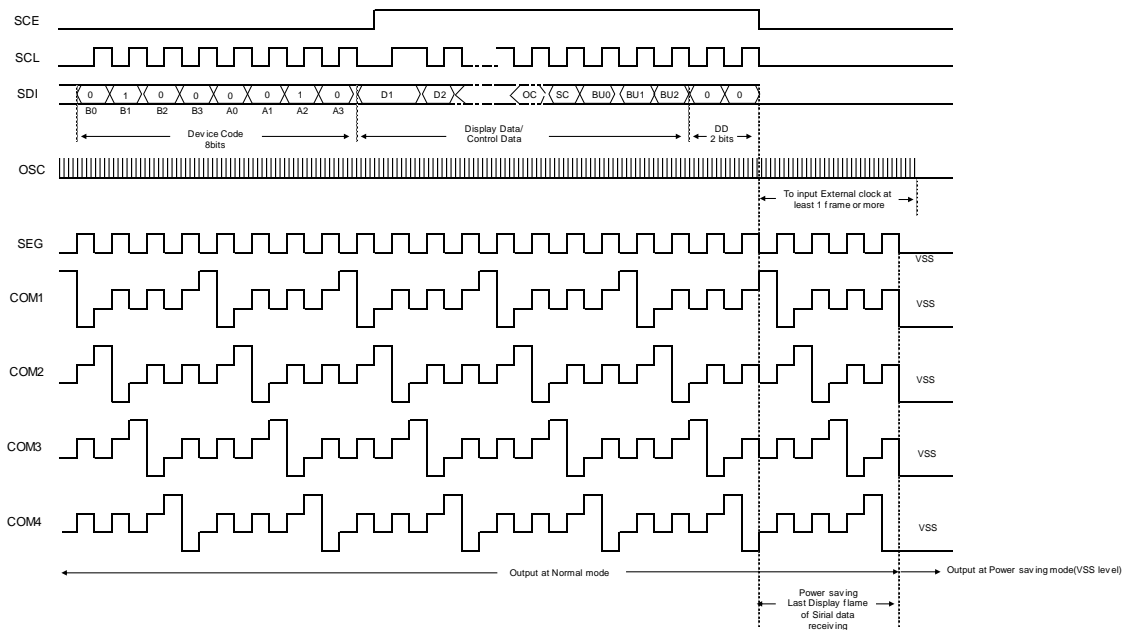 SCE
SCL
SDI
0 1 0 0 0 0 1 0 D1 D2 OC SC BU0 BU1 BU2 0 0
B0 B1 B2 B3 A0 A1 A2 A3
Device Code
8bits
Display Data/
Control Data
DD
2 bits
OSC
To input External clock at
least 1 frame or more
SEG
VSS
COM1
VSS
COM2
VSS
COM3
VSS
COM4
VSS
Output at Normal mode
Output at Power saving mode(VSS level)
Power saving
Last Display flame
of Sirial data
receiving